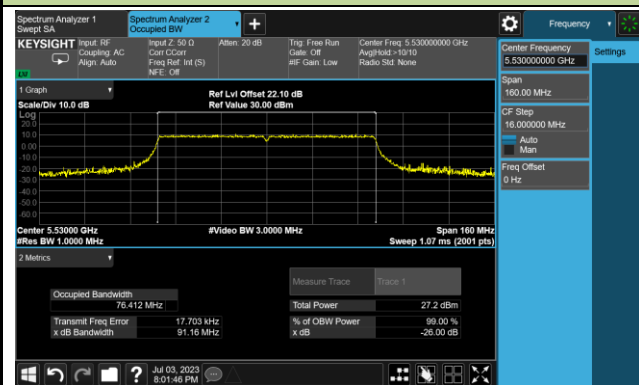 Spectrum Analyzer 1
Swept SA
Spectrum Analyzer 2
Occupied BW
Frequency
KEYSIGHT
Input: RF
Coupling: AC
Align: Auto
Input Z: 50 Ω
Corr CCorr
Freq Ref: Int (S)
NFE: Off
Atten: 20 dB
Trig: Free Run
Gate: Off
#IF Gain: Low
Center Freq: 5.530000000 GHz
Avg|Hold:>10/10
Radio Std: None
Center Frequency
5.530000000 GHz
Settings
Span
160.00 MHz
CF Step
16.000000 MHz
Auto
Man
Freq Offset
0 Hz
1 Graph
Scale/Div 10.0 dB
Ref Lvl Offset 22.10 dB
Ref Value 30.00 dBm
Log
20.0
10.0
0.00
-10.0
-20.0
-30.0
-40.0
-50.0
-60.0
Center 5.53000 GHz
#Res BW 1.0000 MHz
#Video BW 3.0000 MHz
Span 160 MHz
Sweep 1.07 ms (2001 pts)
2 Metrics
Measure Trace
Trace 1
Occupied Bandwidth
76.412 MHz
Total Power
27.2 dBm
Transmit Freq Error
17.703 kHz
% of OBW Power
99.00 %
x dB Bandwidth
91.16 MHz
x dB
-26.00 dB
?
Jul 03, 2023
8:01:46 PM